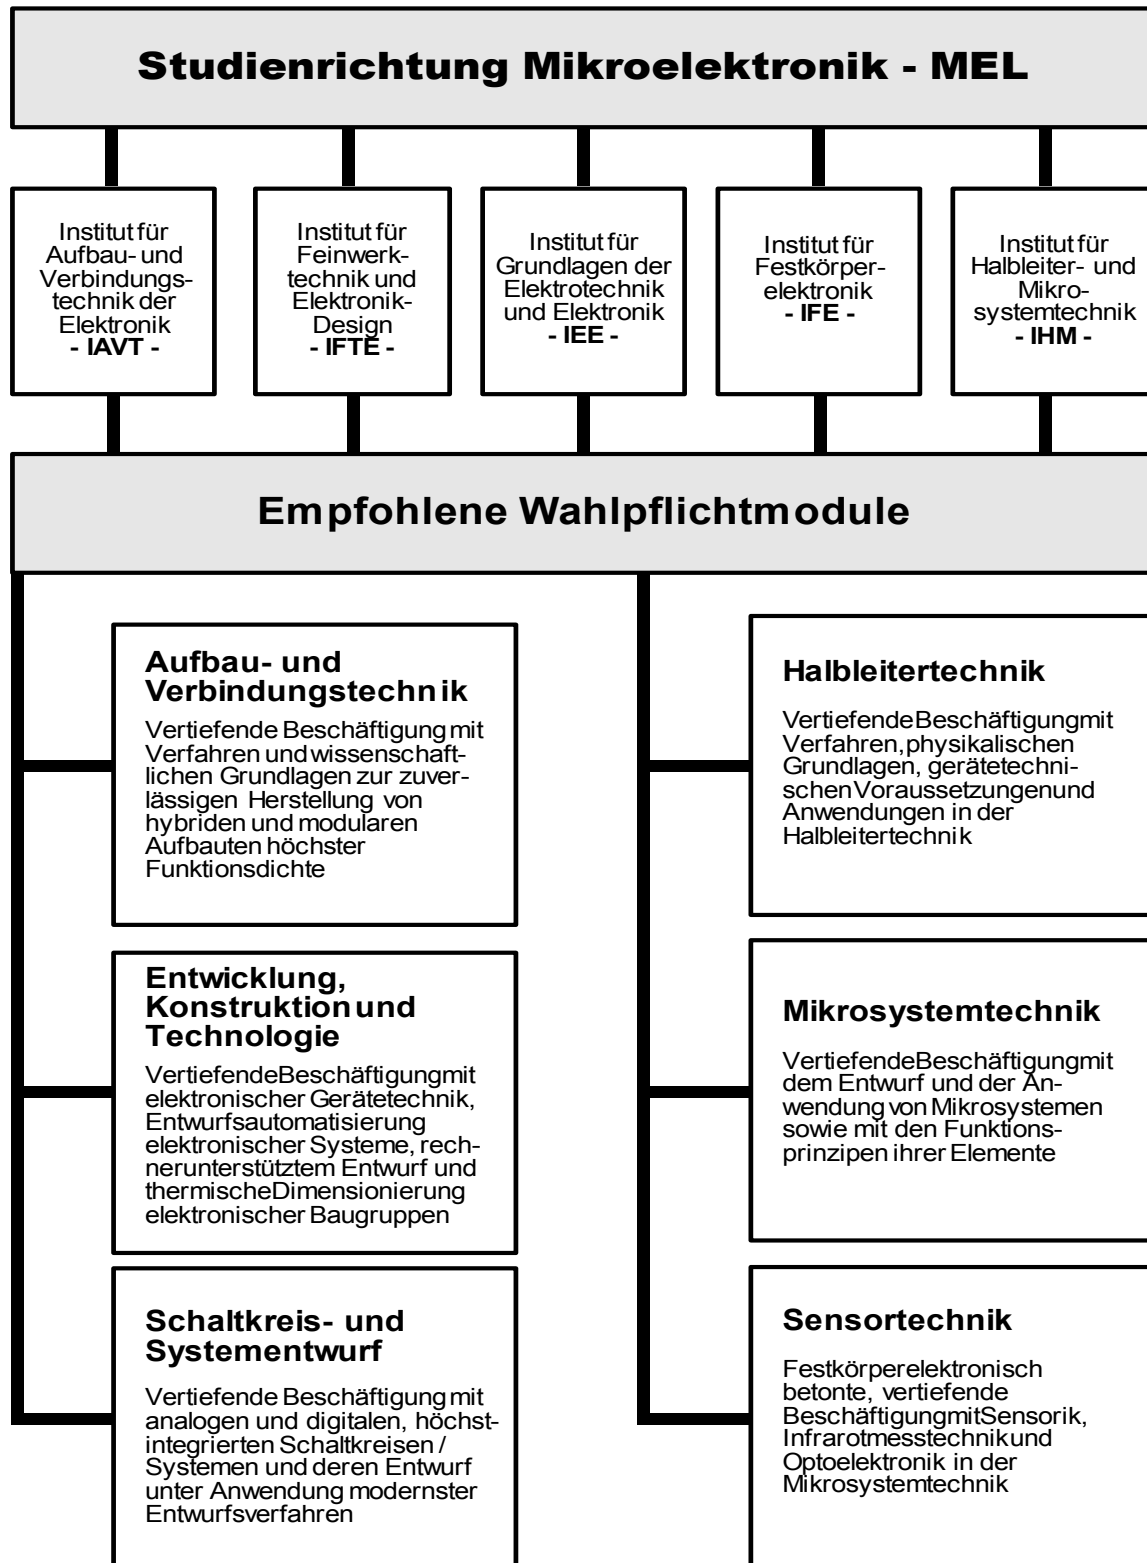 Studienrichtung Mikroelektronik - MEL
Institut für
Aufbau- und
Verbindungs-
technik der
Elektronik
- IAVT -
Institut für
Feinwerk-
technik und
Elektronik-
Design
- IFTE -
Institut für
Grundlagen der
Elektrotechnik
und Elektronik
- IEE -
Institut für
Festkörper-
elektronik
- IFE -
Institut für
Halbleiter- und
Mikro-
systemtechnik
- IHM -
Empfohlene Wahlpflichtmodule
Aufbau- und
Verbindungstechnik
Vertiefende Beschäftigung mit
Verfahren und wissenschaft-
lichen Grundlagen zur zuver-
lässigen Herstellung von
hybriden und modularen
Aufbauten höchster
Funktionsdichte
Entwicklung,
Konstruktion und
Technologie
Vertiefende Beschäftigung mit
elektronischer Gerätetechnik,
Entwurfsautomatisierung
elektronischer Systeme, rech-
nerunterstütztem Entwurf und
thermische Dimensionierung
elektronischer Baugruppen
Schaltkreis- und
Systementwurf
Vertiefende Beschäftigung mit
analogen und digitalen, höchst-
integrierten Schaltkreisen /
Systemen und deren Entwurf
unter Anwendung modernster
Entwurfsverfahren
Halbleitertechnik
Vertiefende Beschäftigung mit
Verfahren, physikalischen
Grundlagen, gerätetechni-
schen Voraussetzungen und
Anwendungen in der
Halbleitertechnik
Mikrosystemtechnik
Vertiefende Beschäftigung mit
dem Entwurf und der An-
wendung von Mikrosystemen
sowie mit den Funktions-
prinzipen ihrer Elemente
Sensortechnik
Festkörperelektronisch
betonte, vertiefende
Beschäftigung mit Sensorik,
Infrarotmesstechnik und
Optoelektronik in der
Mikrosystemtechnik